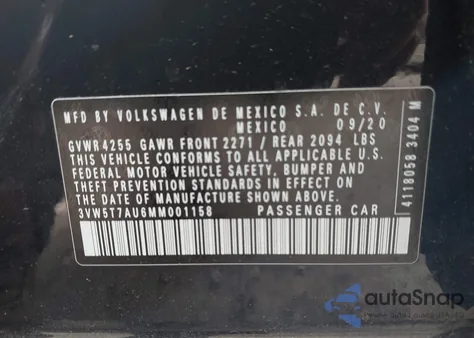 MFD BY VOLKSWAGEN DE MEXICO S.A. DE C.V.
MEXICO 09/20
GVWR4255 GAWR FRONT 2271 / REAR 2094 LBS
THIS VEHICLE CONFORMS TO ALL APPLICABLE U.S.
FEDERAL MOTOR VEHICLE SAFETY, BUMPER AND
THEFT PREVENTION STANDARDS IN EFFECT ON
THE DATE OF MANUFACTURE SHOWN ABOVE.
3VW5T7AU6MM001158 PASSENGER CAR
4118058 3404 M
autoSnap